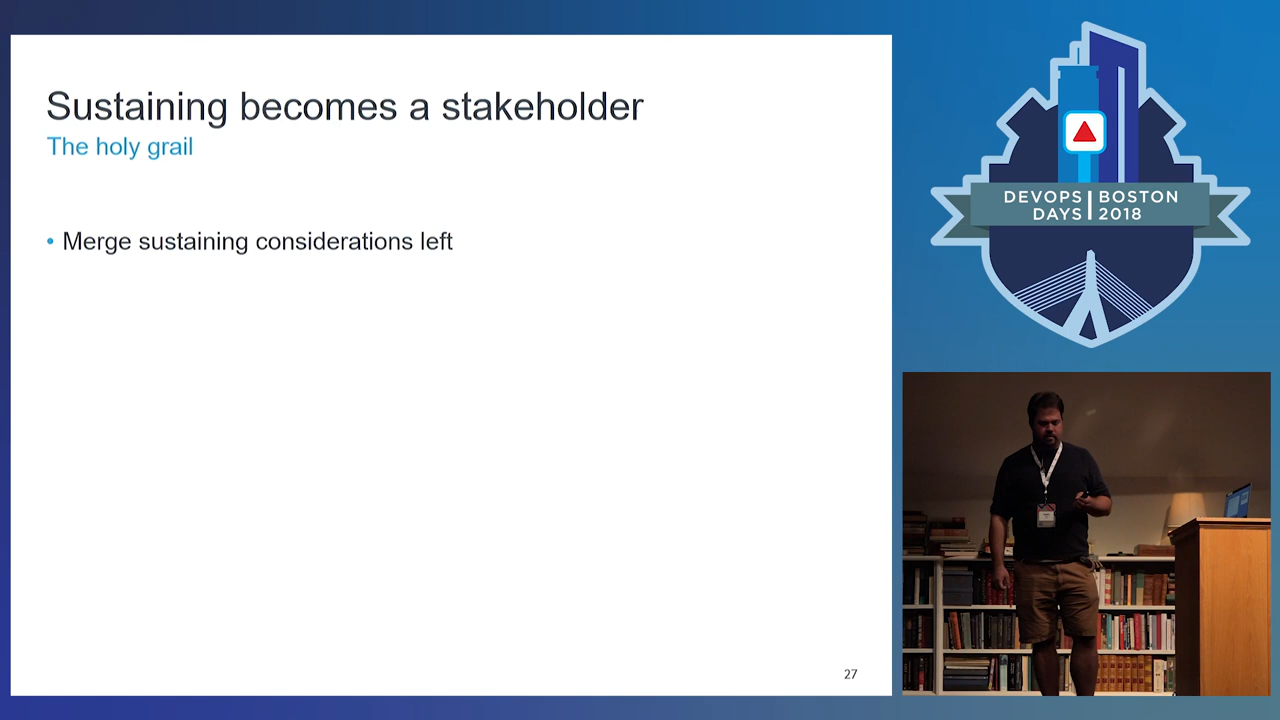 Sustaining becomes a stakeholder
The holy grail
• Merge sustaining considerations left
27
DEVOPS DAYS
BOSTON 2018